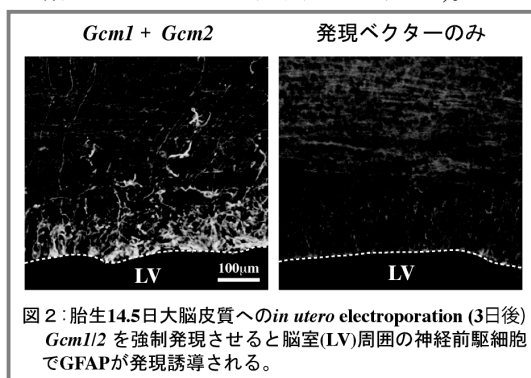 Gcm1 + Gcm2
発現ベクターのみ
LV
100μm
LV
図2:胎生14.5日大脳皮質へのin utero electroporation (3日後)
Gcm1/2 を強制発現させると脳室(LV)周囲の神経前駆細胞
でGFAPが発現誘導される。